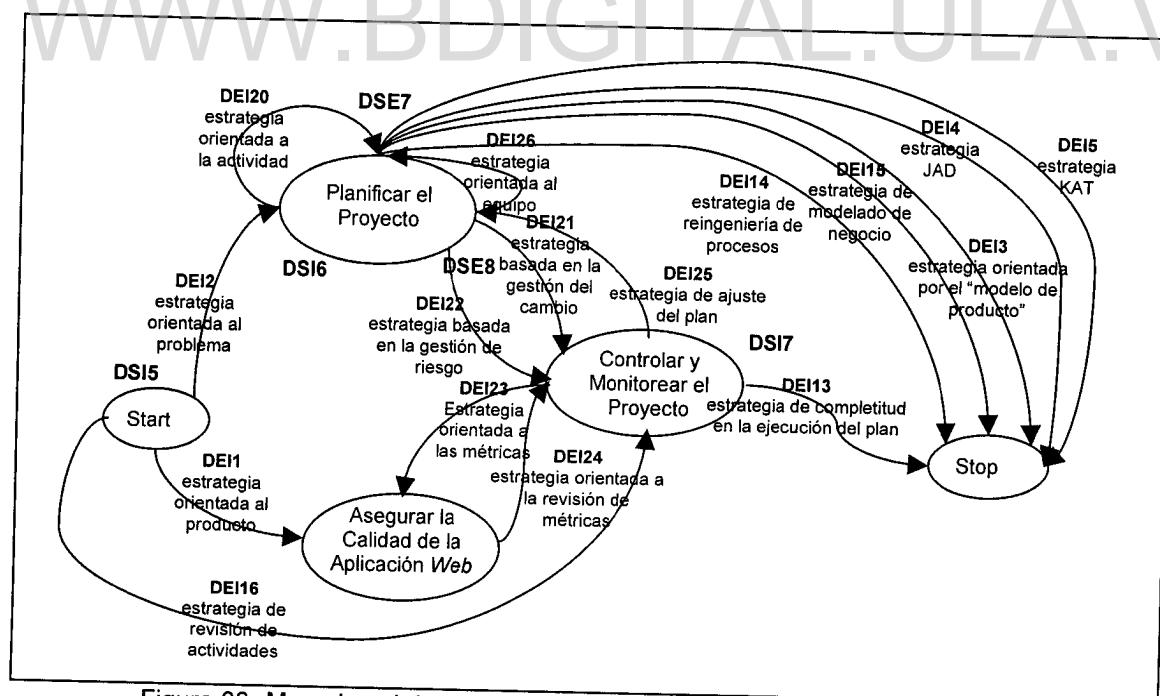 WWW.BDIGITAL.ULA.V
DEI20
estrategia
orientada a
la actividad
DSE7
DEI26
estrategia
orientada al
equipo
Planificar el
Proyecto
DSI6
DSE8
DEI21
estrategia
basada en la
gestión del
cambio
DEI22
estrategia basada
en la gestión de
riesgo
DEI25
estrategia de ajuste
del plan
DEI14
estrategia de
reingeniería de
procesos
DEI15
estrategia de
modelado de
negocio
DEI4
estrategia
JAD
DEI5
estrategia
KAT
DEI3
estrategia orientada
por el “modelo de
producto”
DEI2
estrategia
orientada al
problema
DSI5
Start
DEI1
estrategia
orientada al
producto
DEI23
Estrategia
orientada a
las métricas
Controlar y
Monitorear el
Proyecto
DSI7
DEI13
estrategia de completitud
en la ejecución del plan
Stop
DEI24
estrategia orientada a
la revisión de
métricas
Asegurar la
Calidad de la
Aplicación Web
DEI16
estrategia de
revisión de
actividades